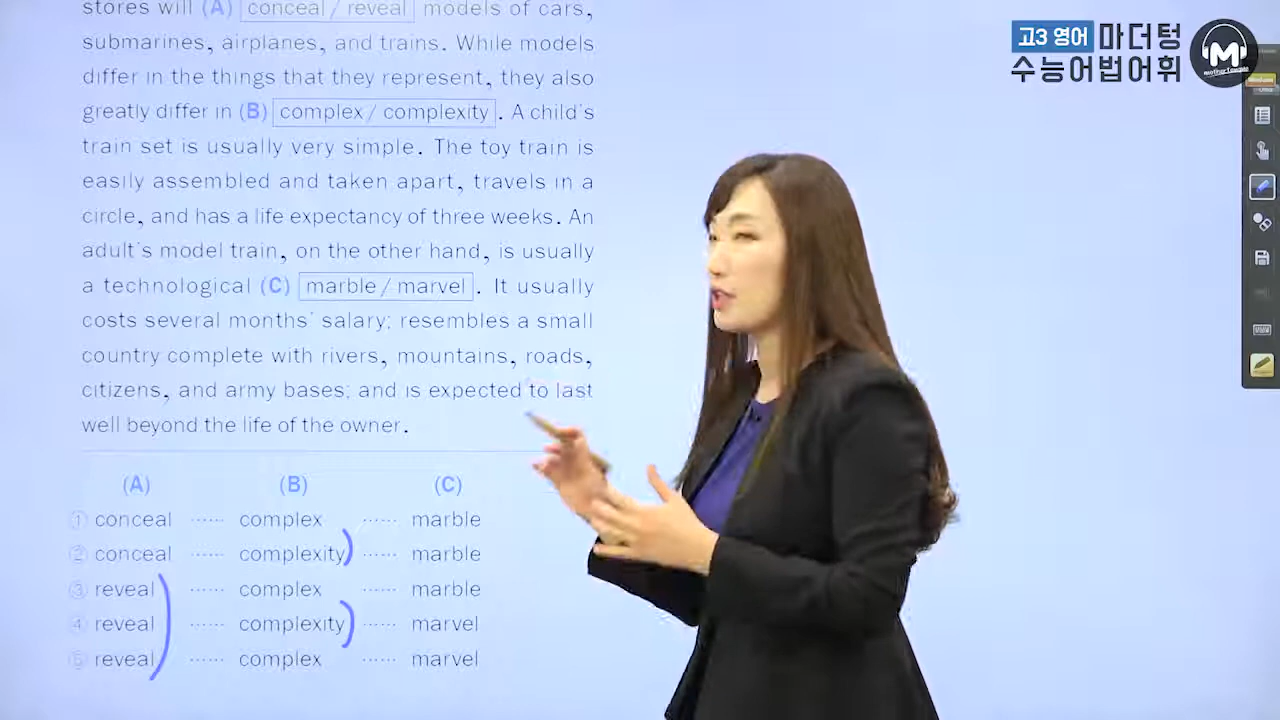 stores will (A) conceal / reveal models of cars,
submarines, airplanes, and trains. While models
differ in the things that they represent, they also
greatly differ in (B) complex / complexity . A child's
train set is usually very simple. The toy train is
easily assembled and taken apart, travels in a
circle, and has a life expectancy of three weeks. An
adult's model train, on the other hand, is usually
a technological (C) marble / marvel . It usually
costs several months' salary; resembles a small
country complete with rivers, mountains, roads,
citizens, and army bases; and is expected to last
well beyond the life of the owner.
(A) (B) (C)
① conceal ...... complex ...... marble
② conceal ...... complexity ...... marble
③ reveal ...... complex ...... marble
④ reveal ...... complexity ...... marvel
⑤ reveal ...... complex ...... marvel
고3 영어 마더텅
수능어법어휘
M